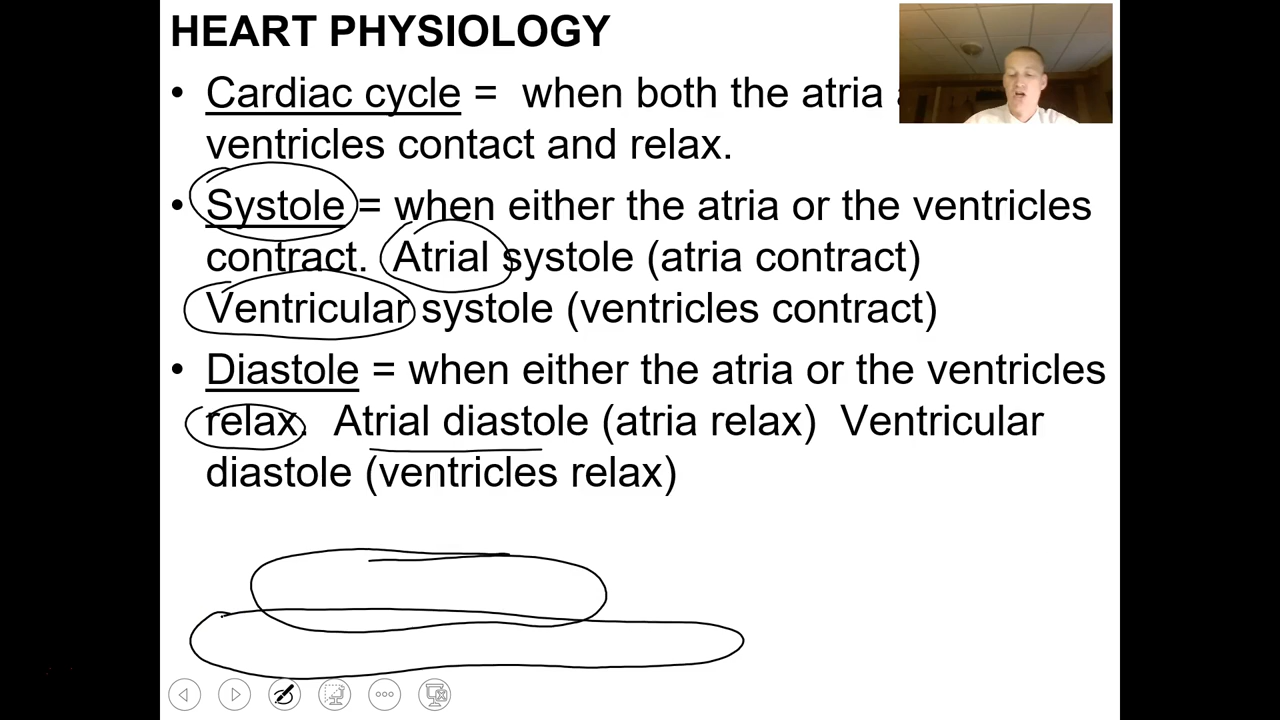 HEART PHYSIOLOGY
• Cardiac cycle = when both the atria
ventricles contact and relax.
• Systole = when either the atria or the ventricles
contract. Atrial systole (atria contract)
Ventricular systole (ventricles contract)
• Diastole = when either the atria or the ventricles
relax. Atrial diastole (atria relax) Ventricular
diastole (ventricles relax)